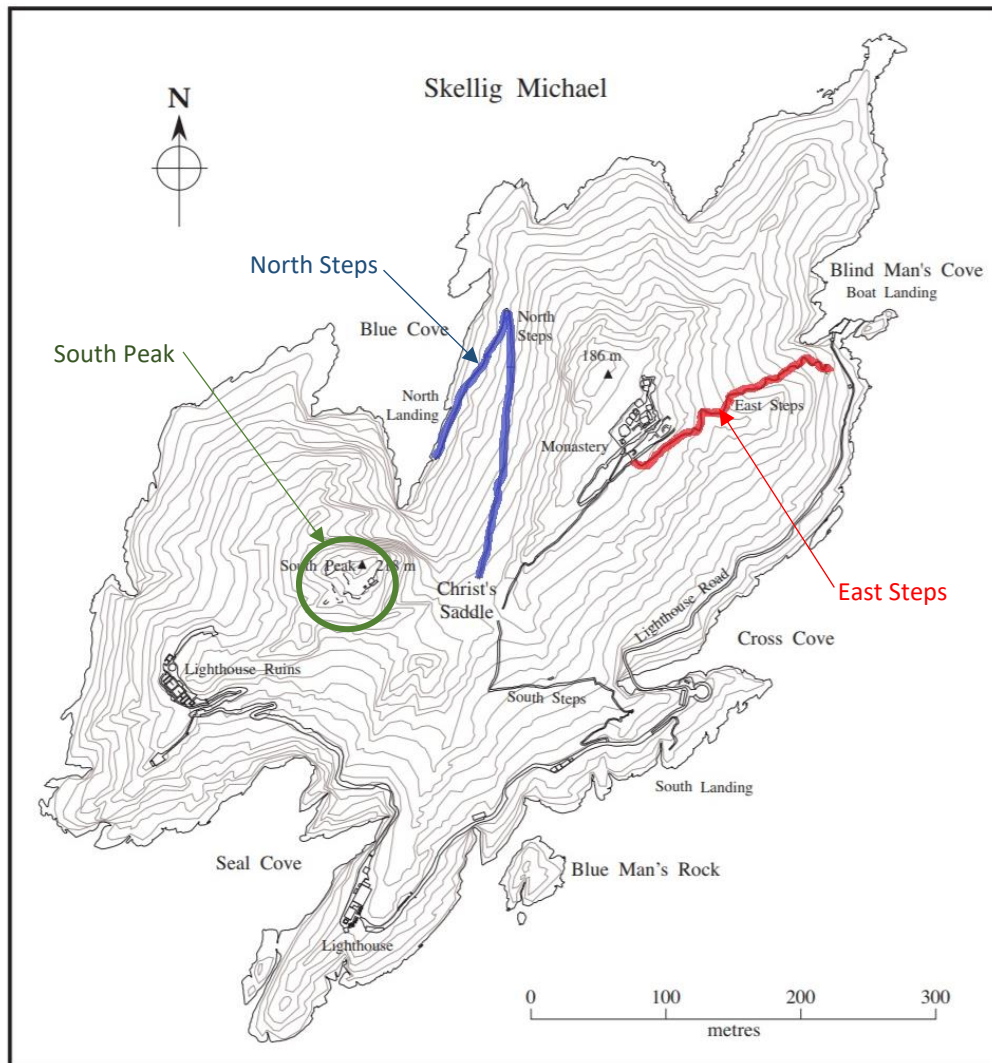 Skellig Michael
N
North Steps
Blind Man's Cove
Boat Landing
Blue Cove
North
Steps
South Peak
186 m
North
Landing
East Steps
Monastery
South Peak
218 m
Christ's
Saddle
East Steps
Lighthouse Road
Cross Cove
Lighthouse Ruins
South Steps
South Landing
Seal Cove
Blue Man's Rock
Lighthouse
0 100 200 300
metres